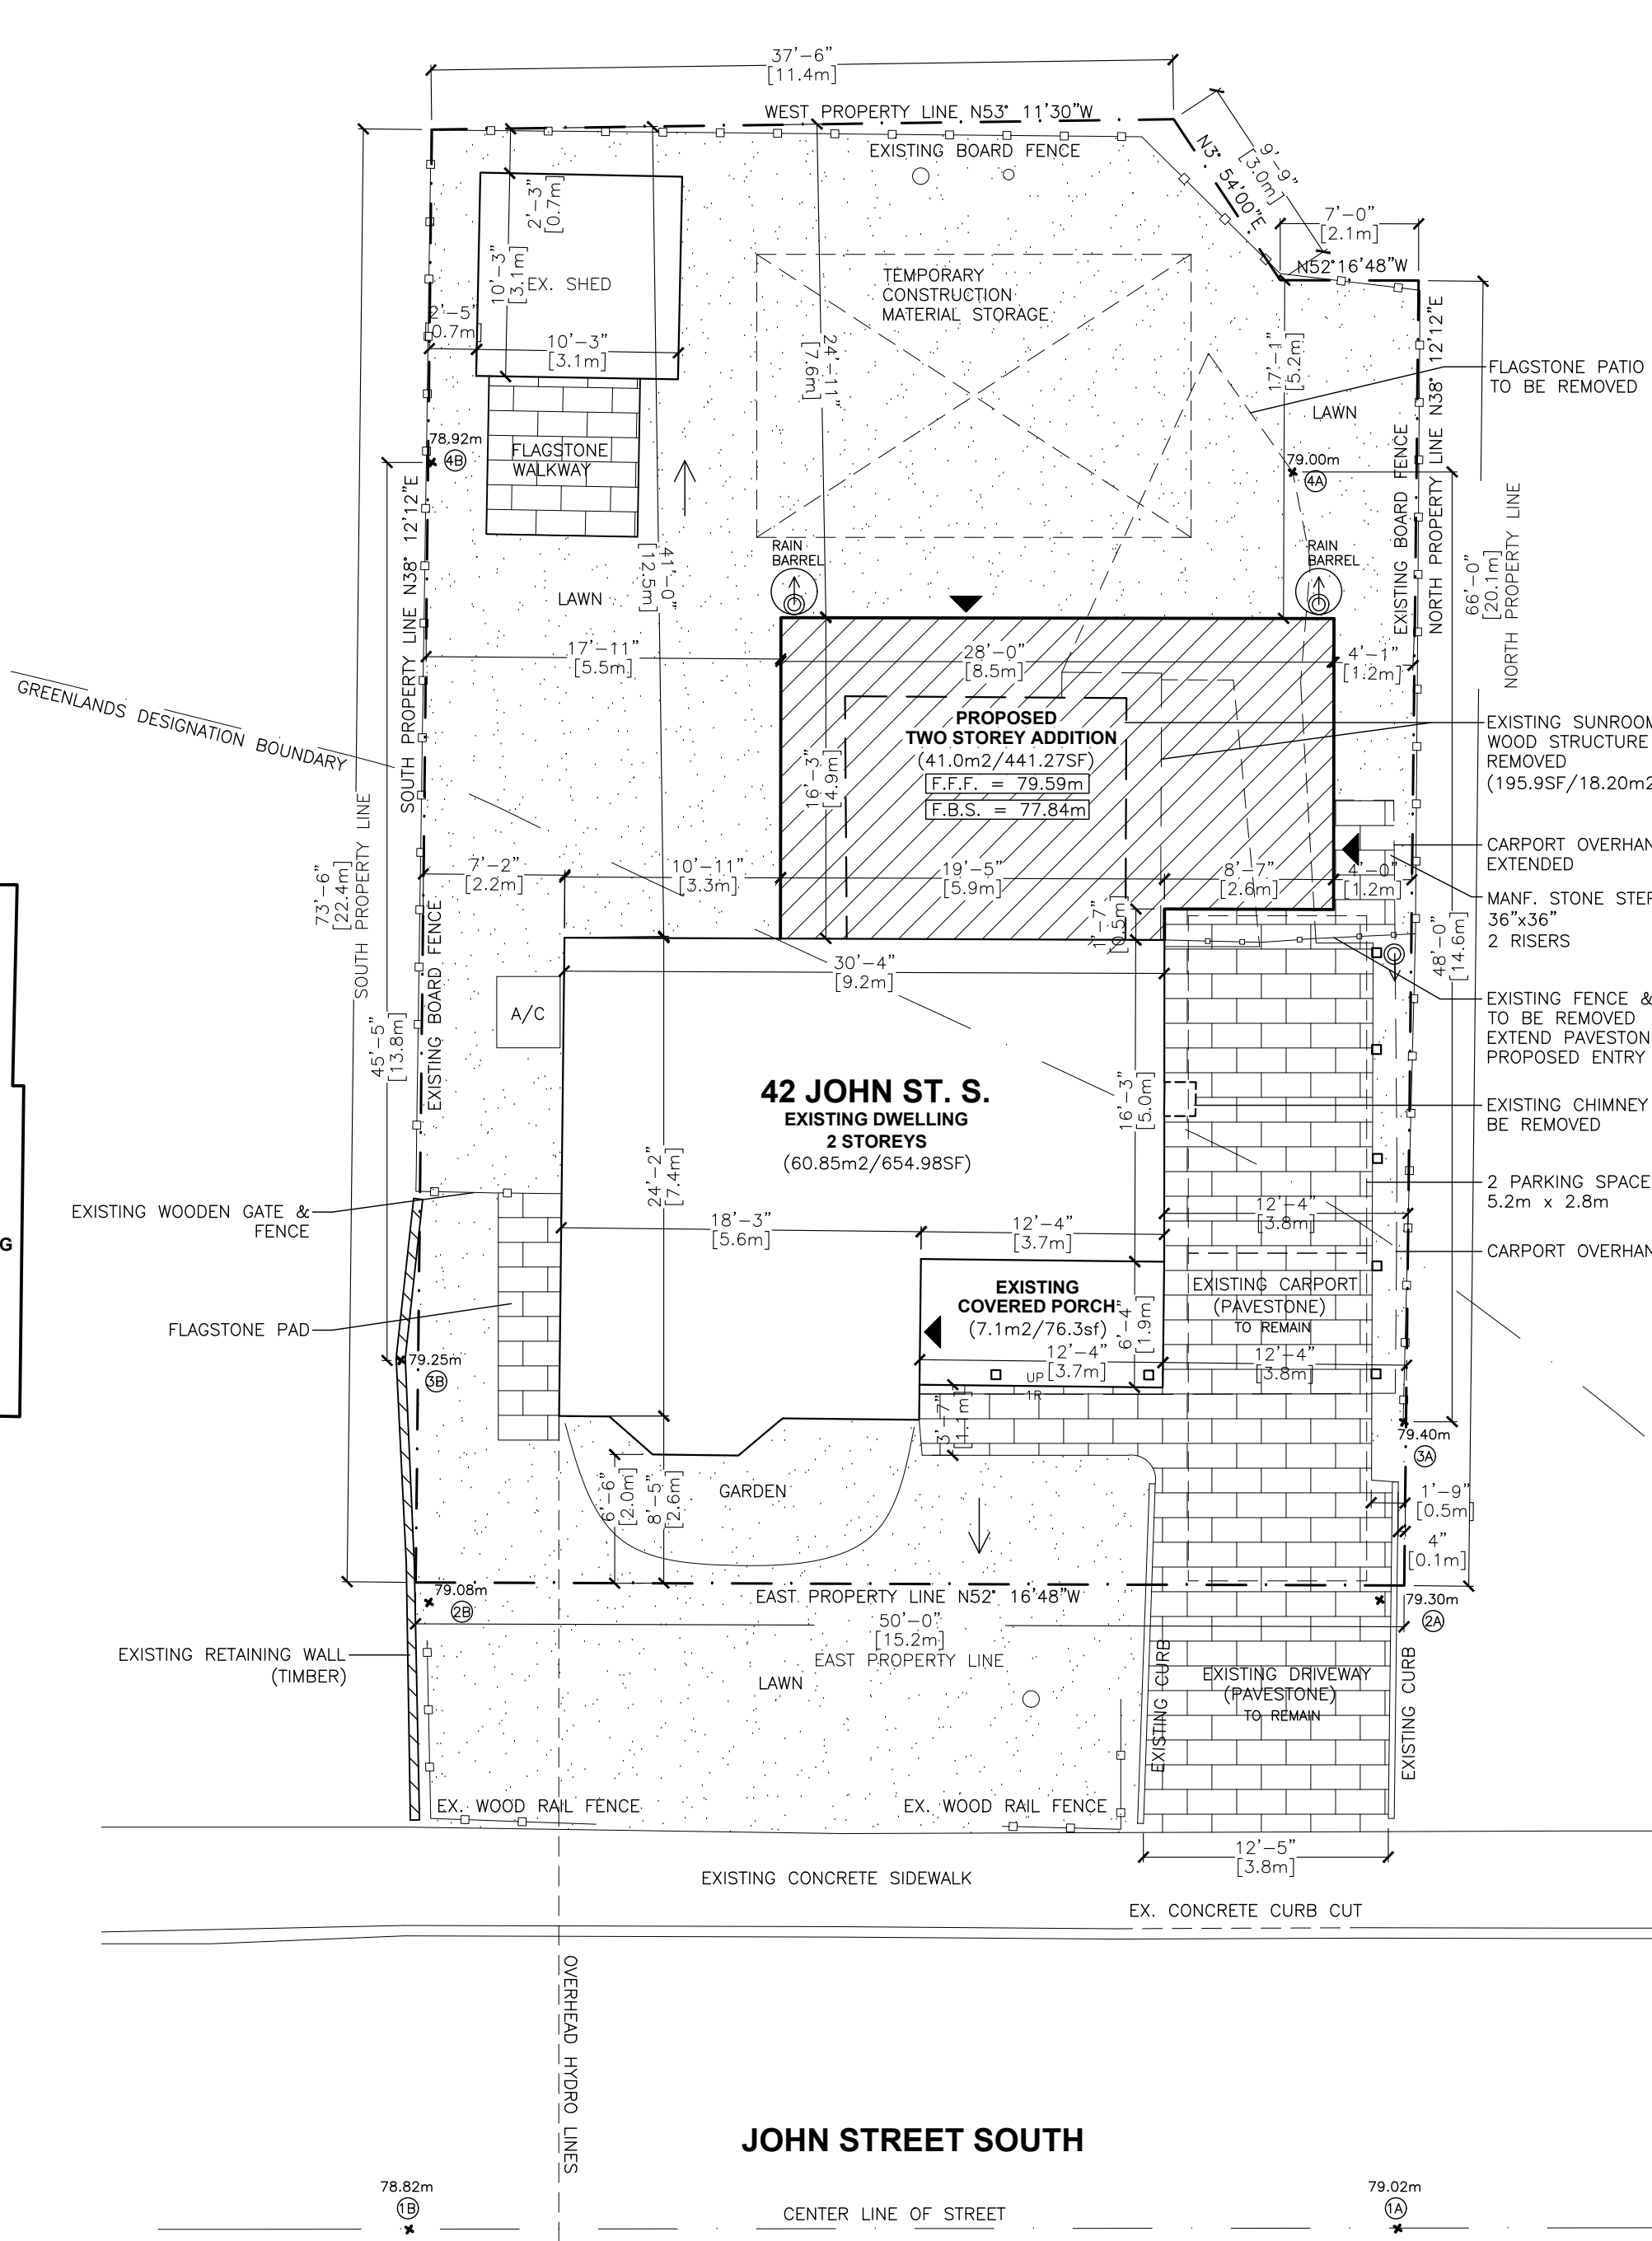 37'-6"
[11.4m]
WEST PROPERTY LINE N53° 11'30"W
EXISTING BOARD FENCE
N3° 54'00"E
9'-9"
[3.0m]
7'-0"
[2.1m]
N52°16'48"W
2'-3"
[0.7m]
10'-3"
[3.1m]
EX. SHED
2'-5"
[0.7m]
10'-3"
[3.1m]
TEMPORARY
CONSTRUCTION
MATERIAL STORAGE
24'-11"
[7.6m]
17'-1"
[5.2m]
LAWN
FLAGSTONE PATIO
TO BE REMOVED
NORTH PROPERTY LINE N38° 12'12"E
EXISTING BOARD FENCE
78.92m
4B
FLAGSTONE
WALKWAY
79.00m
4A
SOUTH PROPERTY LINE N38° 12'12"E
41'-0"
[12.5m]
RAIN
BARREL
RAIN
BARREL
66'-0"
[20.1m]
NORTH PROPERTY LINE
LAWN
17'-11"
[5.5m]
28'-0"
[8.5m]
4'-1"
[1.2m]
GREENLANDS DESIGNATION BOUNDARY
PROPOSED
TWO STOREY ADDITION
(41.0m2/441.27SF)
F.F.F. = 79.59m
F.B.S. = 77.84m
16'-3"
[4.9m]
EXISTING SUNROOM
WOOD STRUCTURE
REMOVED
(195.9SF/18.20m2
CARPORT OVERHAN
EXTENDED
73'-6"
[22.4m]
SOUTH PROPERTY LINE
7'-2"
[2.2m]
10'-11"
[3.3m]
19'-5"
[5.9m]
8'-7"
[2.6m]
4'-0"
[1.2m]
MANF. STONE STEP
36"x36"
2 RISERS
1'-7"
[0.5m]
48'-0"
[14.6m]
30'-4"
[9.2m]
EXISTING FENCE &
TO BE REMOVED
EXTEND PAVESTON
PROPOSED ENTRY
45'-5"
[13.8m]
EXISTING BOARD FENCE
A/C
42 JOHN ST. S.
EXISTING DWELLING
2 STOREYS
(60.85m2/654.98SF)
16'-3"
[5.0m]
EXISTING CHIMNEY
BE REMOVED
24'-2"
[7.4m]
2 PARKING SPACE
5.2m x 2.8m
EXISTING WOODEN GATE &
FENCE
G
18'-3"
[5.6m]
12'-4"
[3.7m]
12'-4"
[3.8m]
CARPORT OVERHAN
EXISTING
COVERED PORCH
(7.1m2/76.3sf)
6'-4"
[1.9m]
EXISTING CARPORT
(PAVESTONE)
TO REMAIN
FLAGSTONE PAD
79.25m
3B
12'-4"
[3.7m]
12'-4"
[3.8m]
UP
1R
3'-7"
[1.1m]
79.40m
3A
GARDEN
6'-6"
[2.0m]
8'-5"
[2.6m]
1'-9"
[0.5m]
4"
[0.1m]
79.08m
2B
EAST PROPERTY LINE N52° 16'48"W
79.30m
2A
50'-0"
[15.2m]
EAST PROPERTY LINE
EXISTING RETAINING WALL
(TIMBER)
LAWN
EXISTING CURB
EXISTING DRIVEWAY
(PAVESTONE)
TO REMAIN
EXISTING CURB
EX. WOOD RAIL FENCE
EX. WOOD RAIL FENCE
12'-5"
[3.8m]
EXISTING CONCRETE SIDEWALK
EX. CONCRETE CURB CUT
OVERHEAD HYDRO LINES
JOHN STREET SOUTH
78.82m
1B
79.02m
1A
CENTER LINE OF STREET